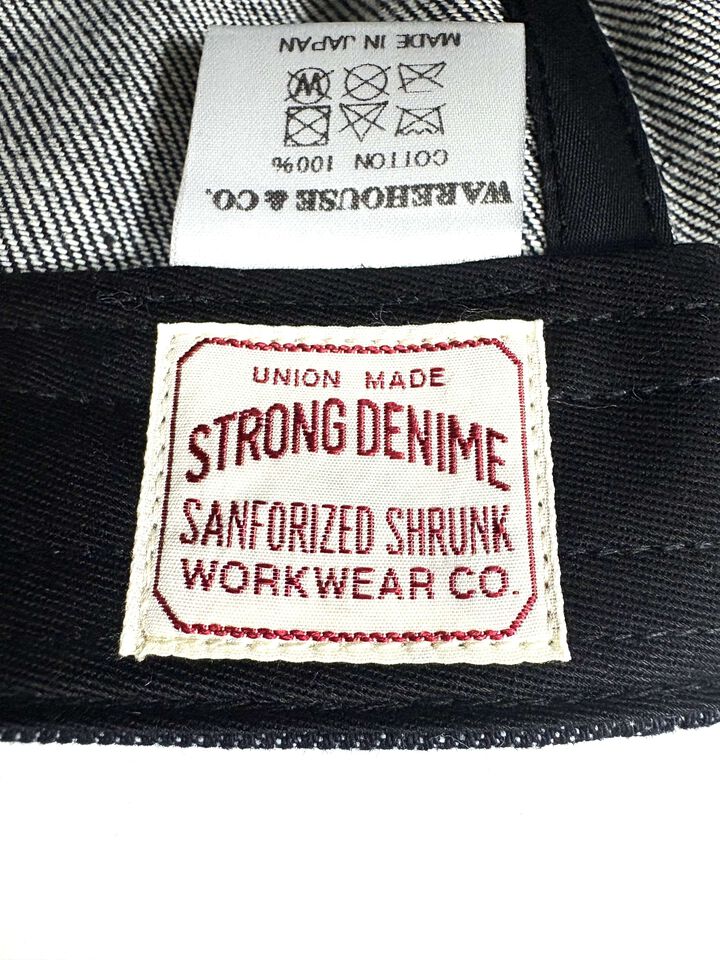 MADE IN JAPAN
W
COTTON 100%
WAREHOUSE & CO.
UNION MADE
STRONG DENIME
SANFORIZED SHRUNK
WORKWEAR CO.